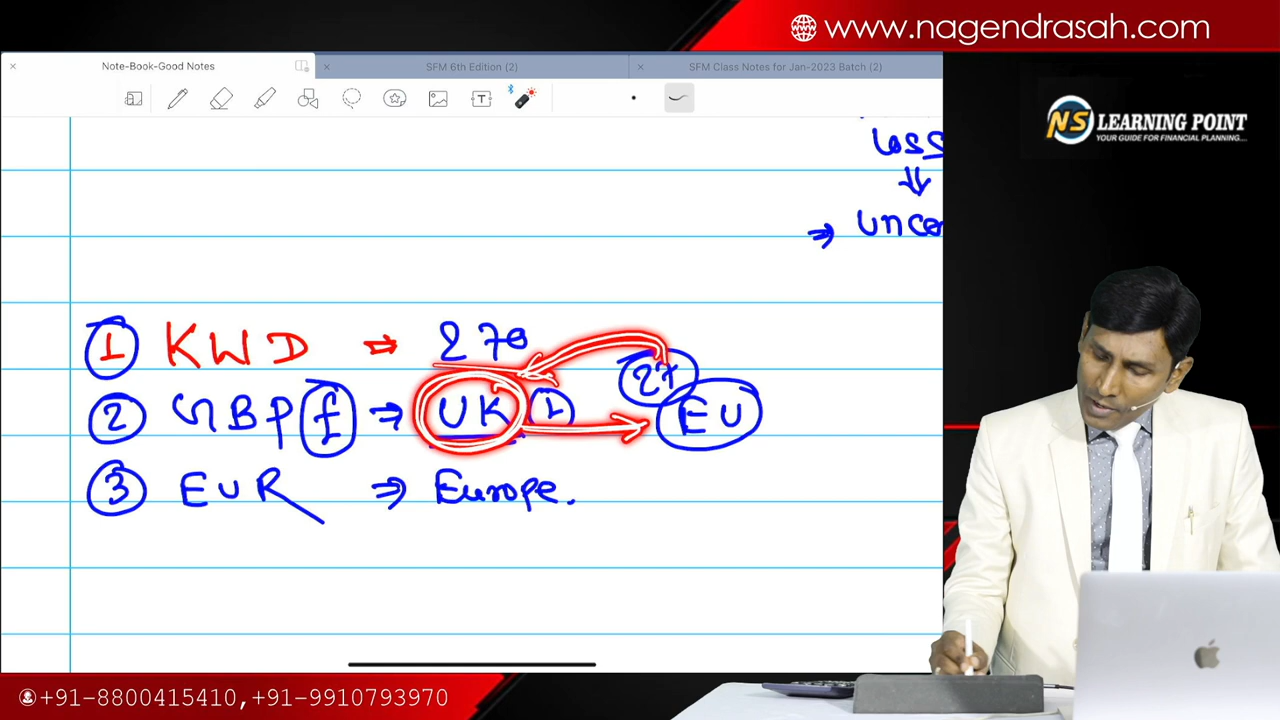 www.nagendrasah.com
× Note-Book-Good Notes × SFM 6th Edition (2) × SFM Class Notes for Jan-2023 Batch (2)
T
NS LEARNING POINT
YOUR GUIDE FOR FINANCIAL PLANNING....
Loss
⇓
⇒ Unco
① KWD ⇒ 270
27
② GBP £ ⇒ UK ① → EU
③ EUR ⇒ Europe.
+91-8800415410,+91-9910793970